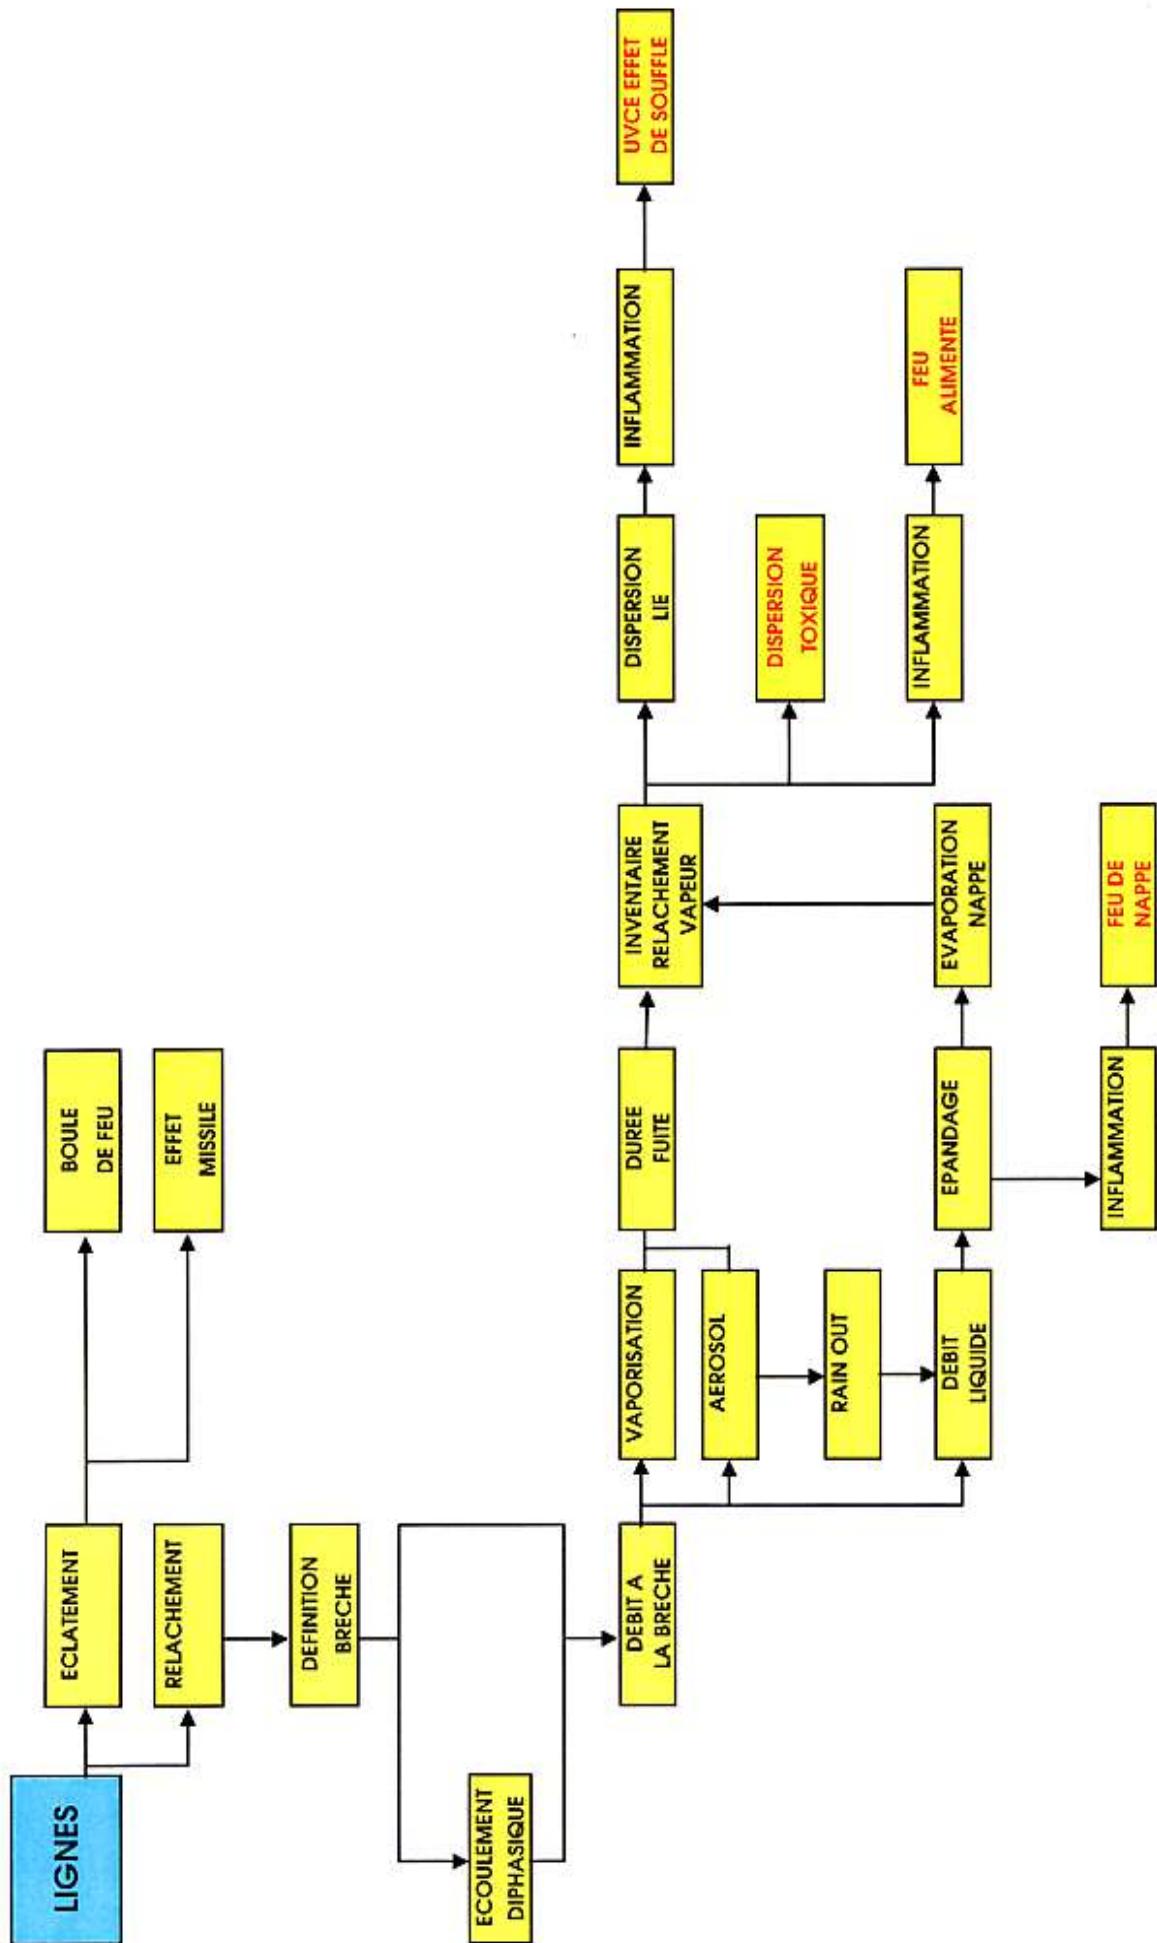 LIGNES
ECLATEMENT
BOULE
DE FEU
RELACHEMENT
EFFET
MISSILE
DEFINITION
BRECHE
ECOULEMENT
DIPHASIQUE
DEBIT A
LA BRECHE
VAPORISATION
DUREE
FUITE
INVENTAIRE
RELACHEMENT
VAPEUR
DISPERSION
LIE
INFLAMMATION
UVCE EFFET
DE SOUFFLE
AEROSOL
DISPERSION
TOXIQUE
RAIN OUT
DEBIT
LIQUIDE
EPANDAGE
EVAPORATION
NAPPE
INFLAMMATION
FEU
ALIMENTE
INFLAMMATION
FEU DE
NAPPE